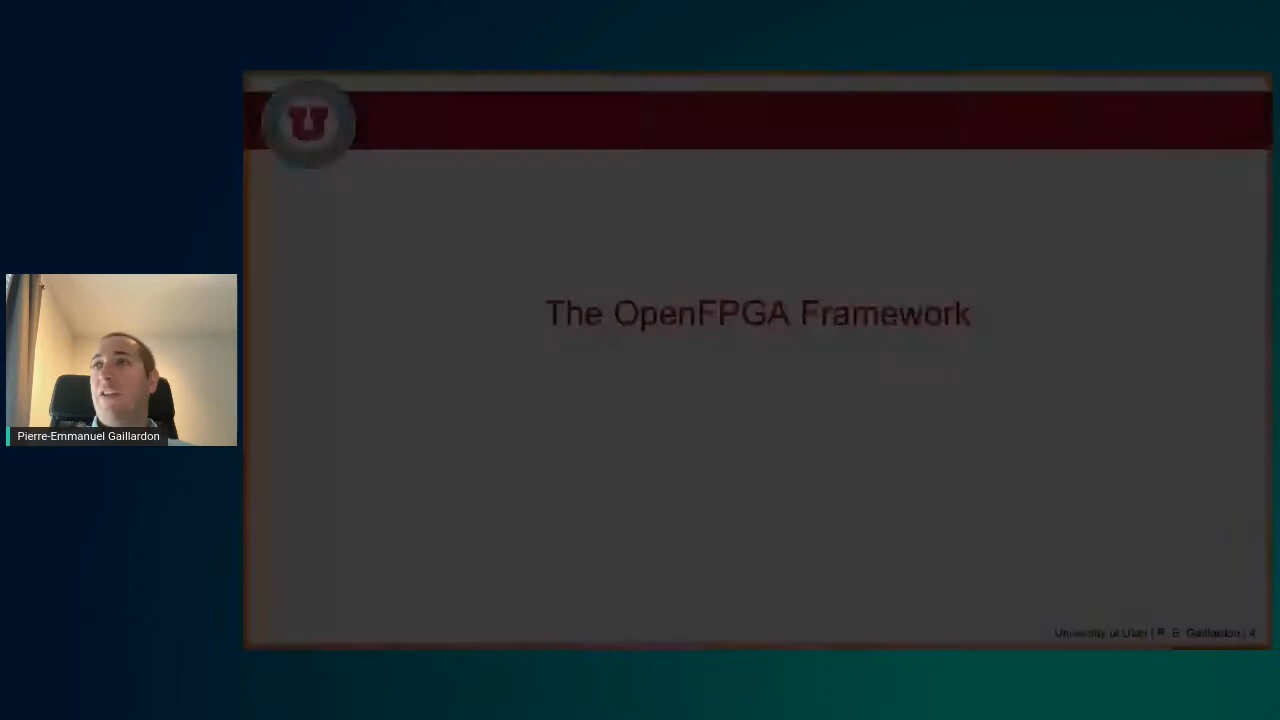 U
The OpenFPGA Framework
Pierre-Emmanuel Gaillardon
University of Utah | P. E. Gaillardon | 4